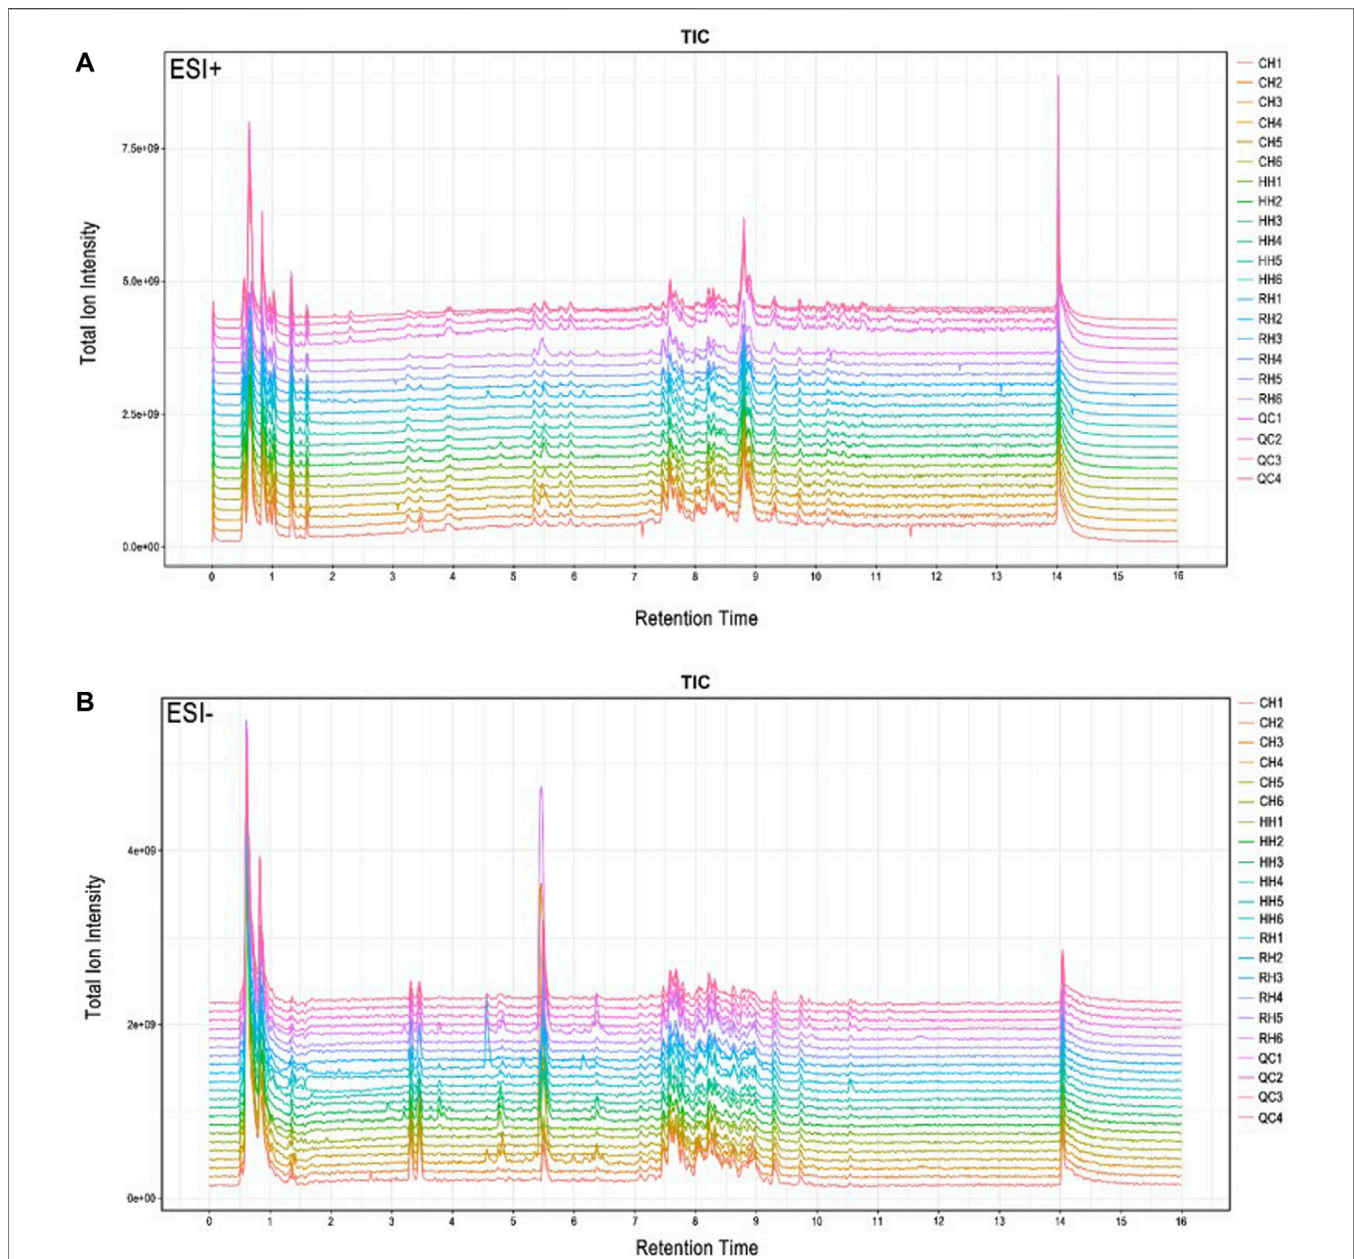 A
TIC
ESI+
Total Ion Intensity
7.5e+09
5.0e+09
2.5e+09
0.0e+00
0 1 2 3 4 5 6 7 8 9 10 11 12 13 14 15 16
Retention Time
CH1
CH2
CH3
CH4
CH5
CH6
HH1
HH2
HH3
HH4
HH5
HH6
RH1
RH2
RH3
RH4
RH5
RH6
QC1
QC2
QC3
QC4
B
TIC
ESI-
Total Ion Intensity
4e+09
2e+09
0e+00
0 1 2 3 4 5 6 7 8 9 10 11 12 13 14 15 16
Retention Time
CH1
CH2
CH3
CH4
CH5
CH6
HH1
HH2
HH3
HH4
HH5
HH6
RH1
RH2
RH3
RH4
RH5
RH6
QC1
QC2
QC3
QC4